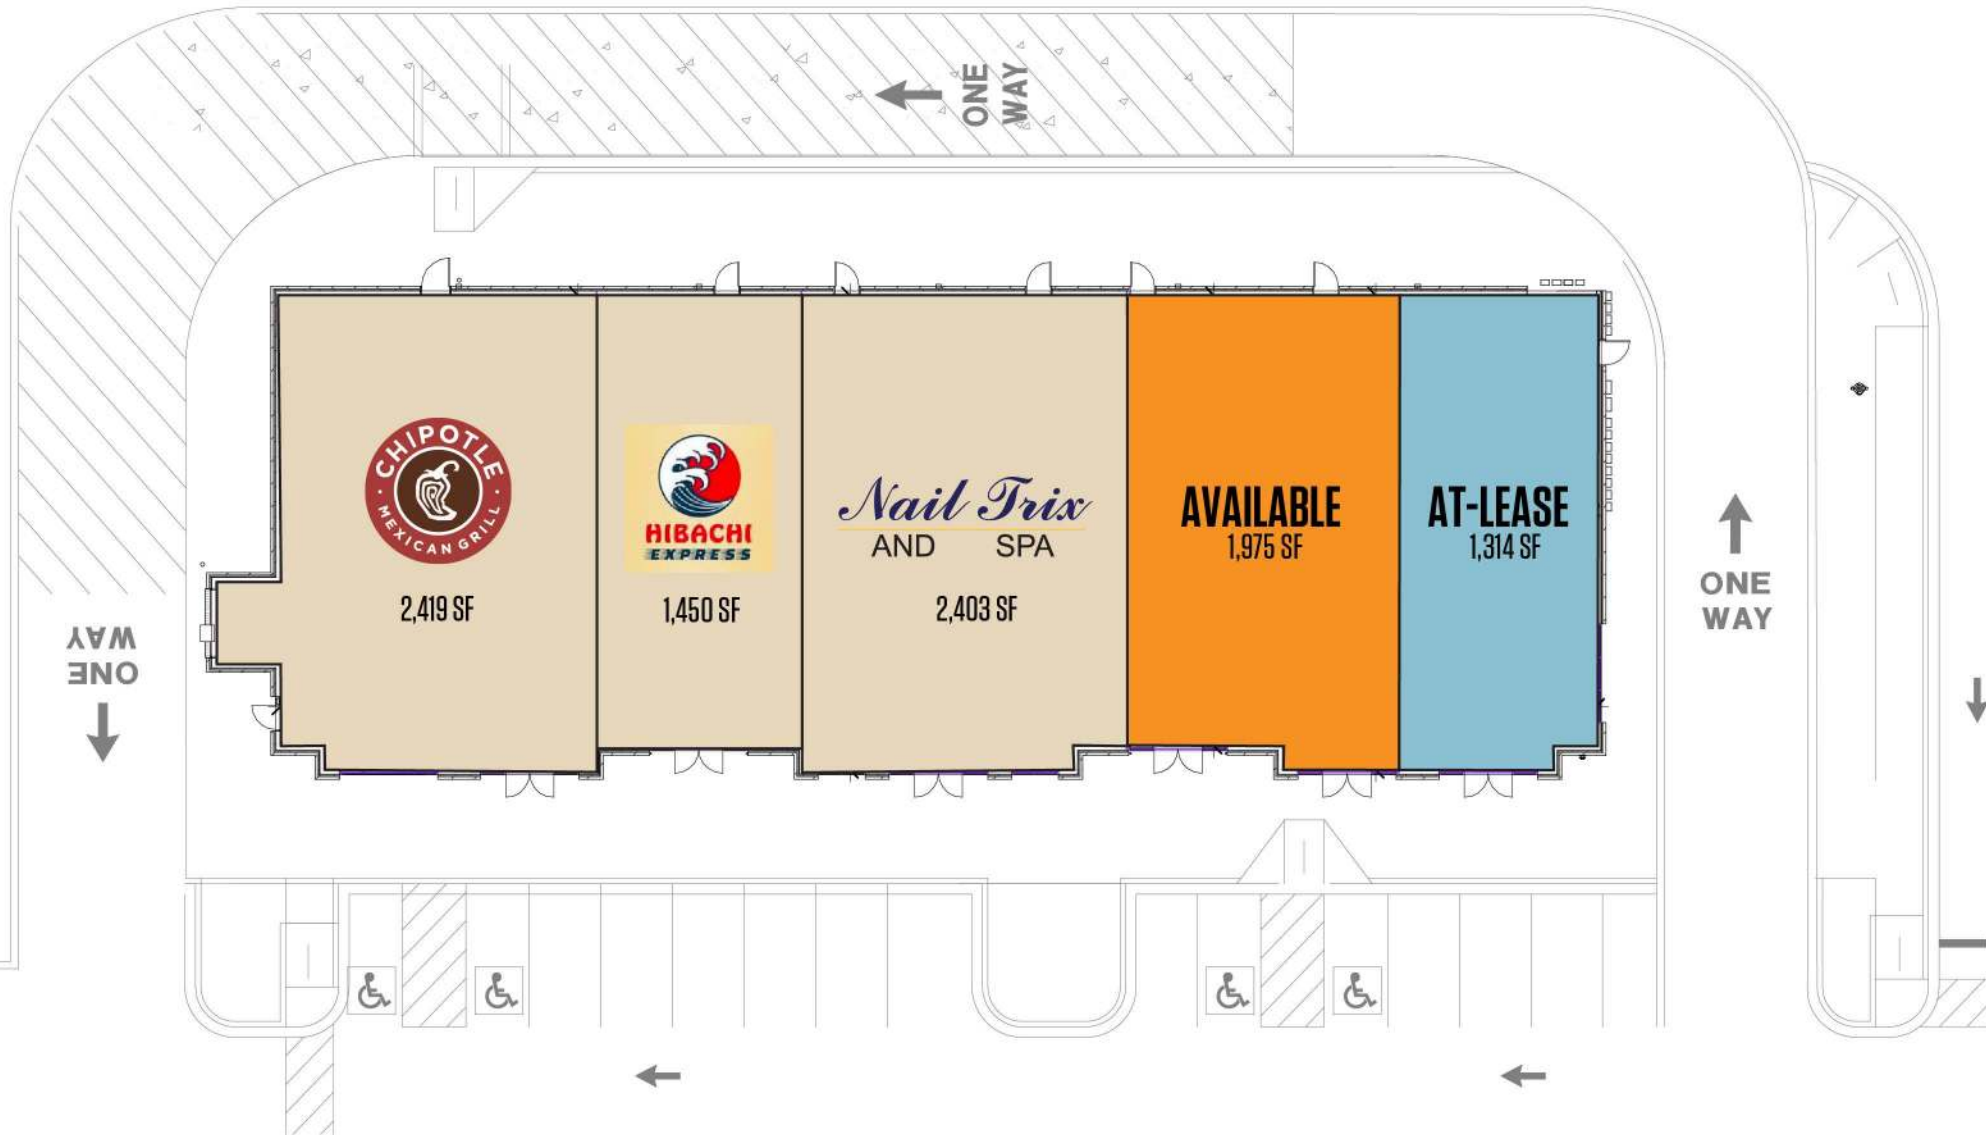 ONE
WAY
CHIPOTLE
MEXICAN GRILL
2,419 SF
HIBACHI
EXPRESS
1,450 SF
Nail Trix
AND SPA
2,403 SF
AVAILABLE
1,975 SF
AT-LEASE
1,314 SF
ONE
WAY
ONE
WAY